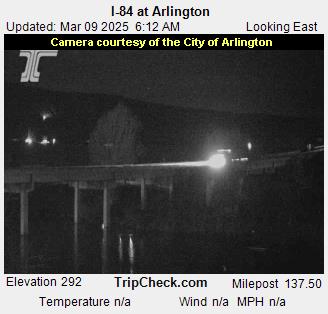 I-84 at Arlington
Updated: Mar 09 2025 6:12 AM Looking East
Camera courtesy of the City of Arlington
Elevation 292 TripCheck.com Milepost 137.50
Temperature n/a Wind n/a MPH n/a